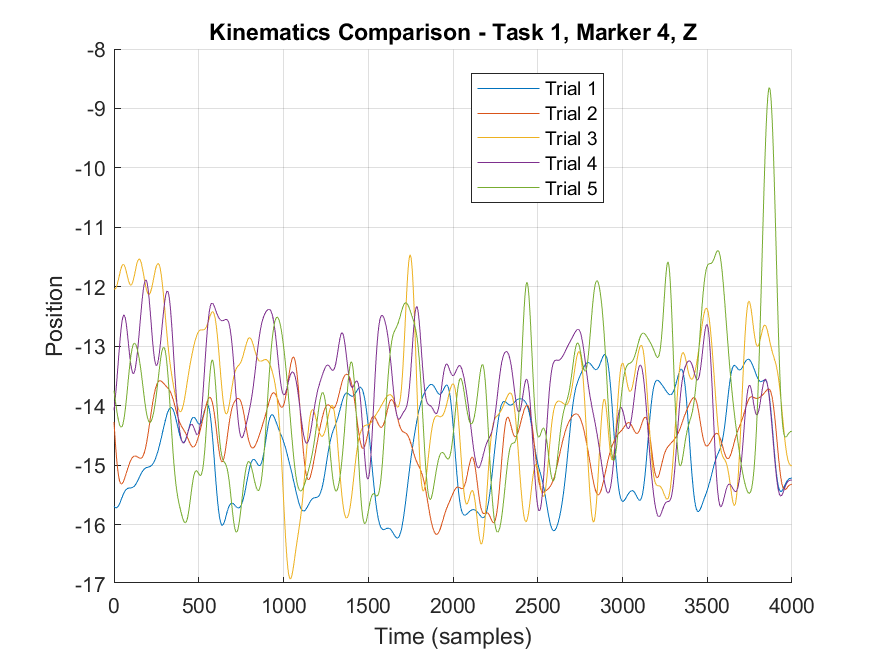 Kinematics Comparison - Task 1, Marker 4, Z
Trial 1
Trial 2
Trial 3
Trial 4
Trial 5
-8
-9
-10
-11
-12
-13
-14
-15
-16
-17
Position
0 500 1000 1500 2000 2500 3000 3500 4000
Time (samples)